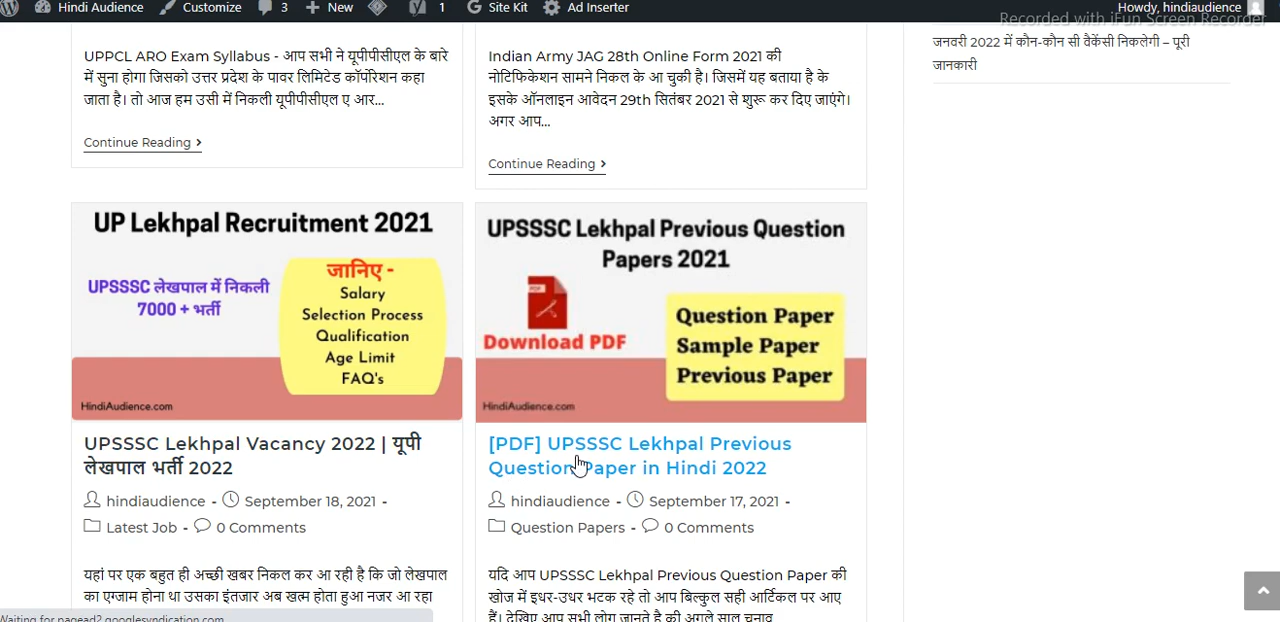 Hindi Audience Customize 3 New 1 Site Kit Ad Inserter Howdy, hindiaudience
Recorded with iFun Screen Recorder
UPPCL ARO Exam Syllabus - आप सभी ने यूपीपीसीएल के बारे
में सुना होगा जिसको उत्तर प्रदेश के पावर लिमिटेड कॉर्पोरेशन कहा
जाता है। तो आज हम उसी में निकली यूपीपीसीएल ए आर...
Continue Reading
Indian Army JAG 28th Online Form 2021 की
नोटिफिकेशन सामने निकल के आ चुकी है। जिसमें यह बताया है के
इसके ऑनलाइन आवेदन 29th सितंबर 2021 से शुरू कर दिए जाएंगे।
अगर आप...
Continue Reading
जनवरी 2022 में कौन-कौन सी वैकेंसी निकलेगी – पूरी
जानकारी
UP Lekhpal Recruitment 2021
UPSSSC लेखपाल में निकली
7000 + भर्ती
जानिए -
Salary
Selection Process
Qualification
Age Limit
FAQ's
HindiAudience.com
UPSSSC Lekhpal Vacancy 2022 | यूपी
लेखपाल भर्ती 2022
hindiaudience - September 18, 2021 -
Latest Job - 0 Comments
यहां पर एक बहुत ही अच्छी खबर निकल कर आ रही है कि जो लेखपाल
का एग्जाम होना था उसका इंतजार अब खत्म होता हुआ नजर आ रहा
UPSSSC Lekhpal Previous Question
Papers 2021
PDF
Download PDF
Question Paper
Sample Paper
Previous Paper
HindiAudience.com
[PDF] UPSSSC Lekhpal Previous
Question Paper in Hindi 2022
hindiaudience - September 17, 2021 -
Question Papers - 0 Comments
यदि आप UPSSSC Lekhpal Previous Question Paper की
खोज में इधर-उधर भटक रहे तो आप बिल्कुल सही आर्टिकल पर आए
हैं। देखिए आप सभी लोग जानते है की अगले साल चुनाव
Waiting for pagead2.googlesyndication.com